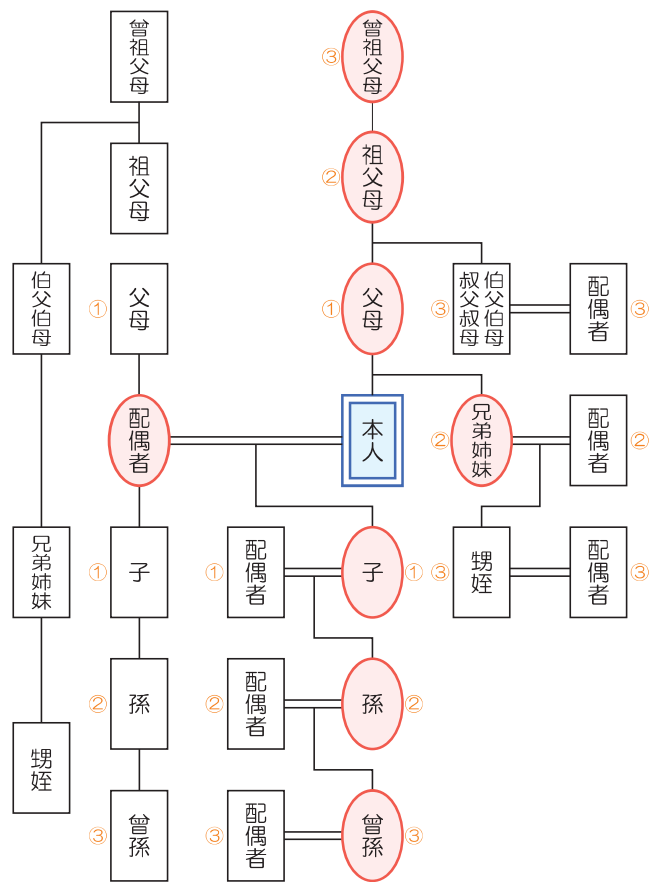 曾祖父母
③
曾祖父母
祖父母
②
祖父母
伯父伯母
①
父母
①
父母
③
伯父伯母
叔父叔母
配偶者
③
配偶者
本人
②
兄弟姉妹
配偶者
②
兄弟姉妹
①
子
①
配偶者
子
①
③
甥姪
配偶者
③
②
孫
②
配偶者
孫
②
甥姪
③
曾孫
③
配偶者
曾孫
③